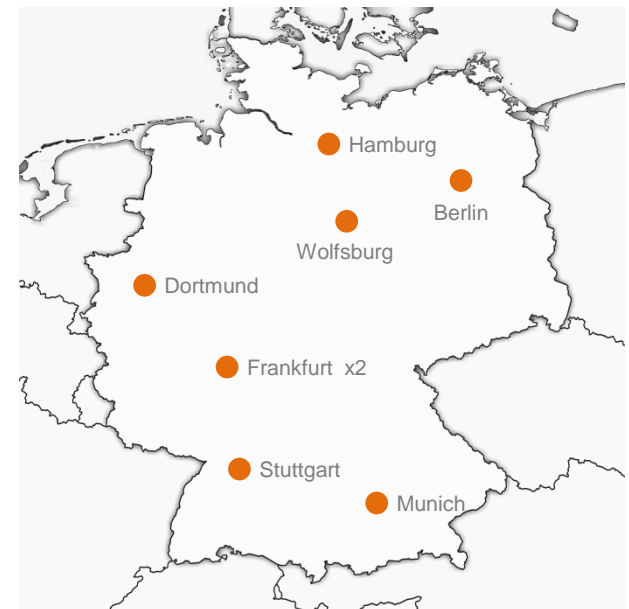 Hamburg
Berlin
Wolfsburg
Dortmund
Frankfurt x2
Stuttgart
Munich